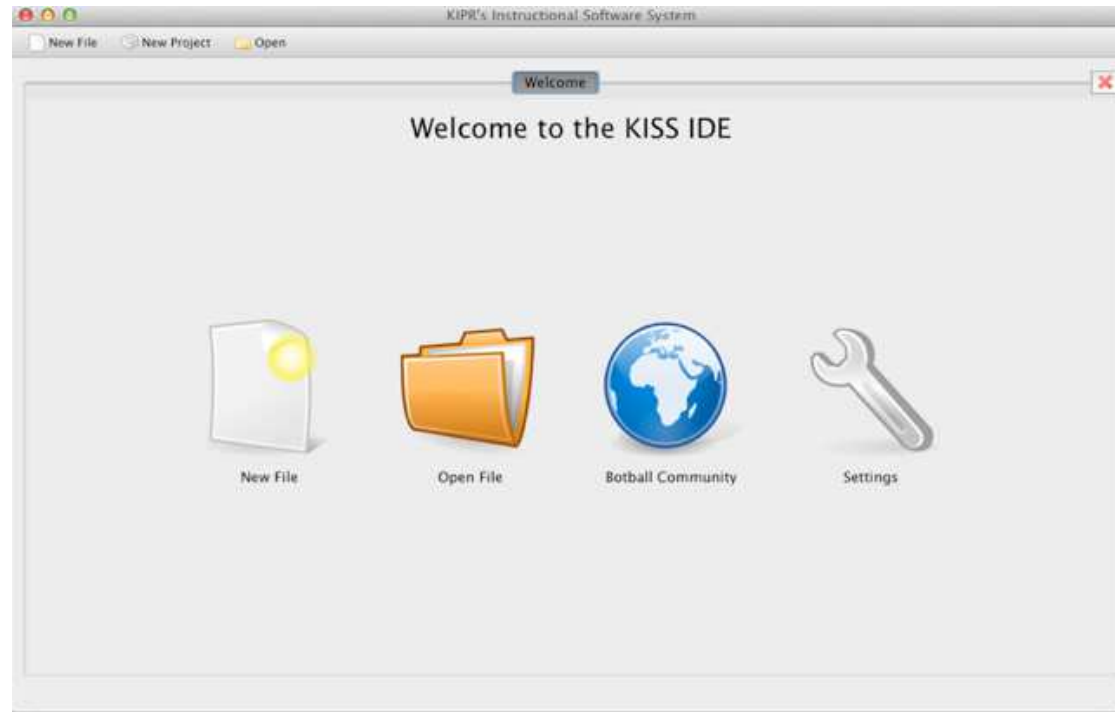 KIPR's Instructional Software System
New File New Project Open
Welcome
Welcome to the KISS IDE
New File Open File Botball Community Settings